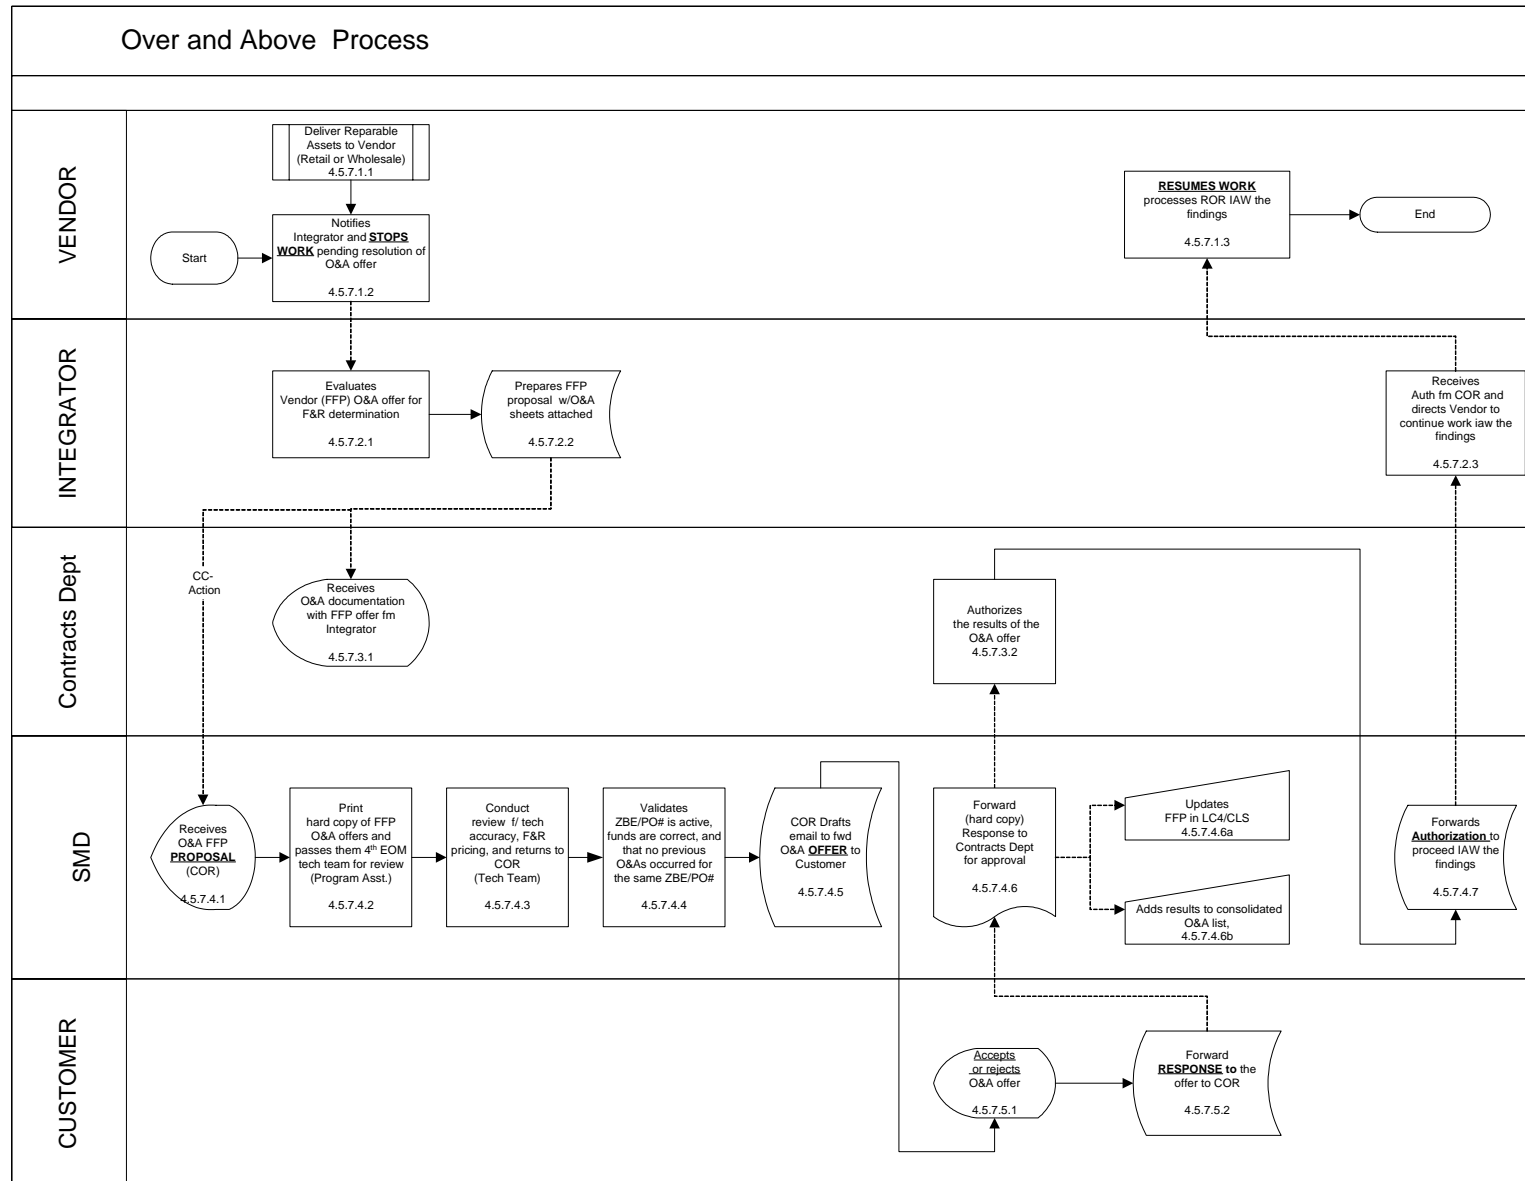 Over and Above Process
VENDOR
Deliver Reparable
Assets to Vendor
(Retail or Wholesale)
4.5.7.1.1
Start
Notifies
Integrator and STOPS
WORK pending resolution of
O&A offer
4.5.7.1.2
RESUMES WORK
processes ROR IAW the
findings
4.5.7.1.3
End
INTEGRATOR
Evaluates
Vendor (FFP) O&A offer for
F&R determination
4.5.7.2.1
Prepares FFP
proposal w/O&A
sheets attached
4.5.7.2.2
Receives
Auth fm COR and
directs Vendor to
continue work iaw the
findings
4.5.7.2.3
Contracts Dept
CC-
Action
Receives
O&A documentation
with FFP offer fm
Integrator
4.5.7.3.1
Authorizes
the results of the
O&A offer
4.5.7.3.2
SMD
Receives
O&A FFP
PROPOSAL
(COR)
4.5.7.4.1
Print
hard copy of FFP
O&A offers and
passes them 4th EOM
tech team for review
(Program Asst.)
4.5.7.4.2
Conduct
review f/ tech
accuracy, F&R
pricing, and returns to
COR
(Tech Team)
4.5.7.4.3
Validates
ZBE/PO# is active,
funds are correct, and
that no previous
O&As occurred for
the same ZBE/PO#
4.5.7.4.4
COR Drafts
email to fwd
O&A OFFER to
Customer
4.5.7.4.5
Forward
(hard copy)
Response to
Contracts Dept
for approval
4.5.7.4.6
Updates
FFP in LC4/CLS
4.5.7.4.6a
Adds results to consolidated
O&A list,
4.5.7.4.6b
Forwards
Authorization to
proceed IAW the
findings
4.5.7.4.7
CUSTOMER
Accepts
or rejects
O&A offer
4.5.7.5.1
Forward
RESPONSE to the
offer to COR
4.5.7.5.2